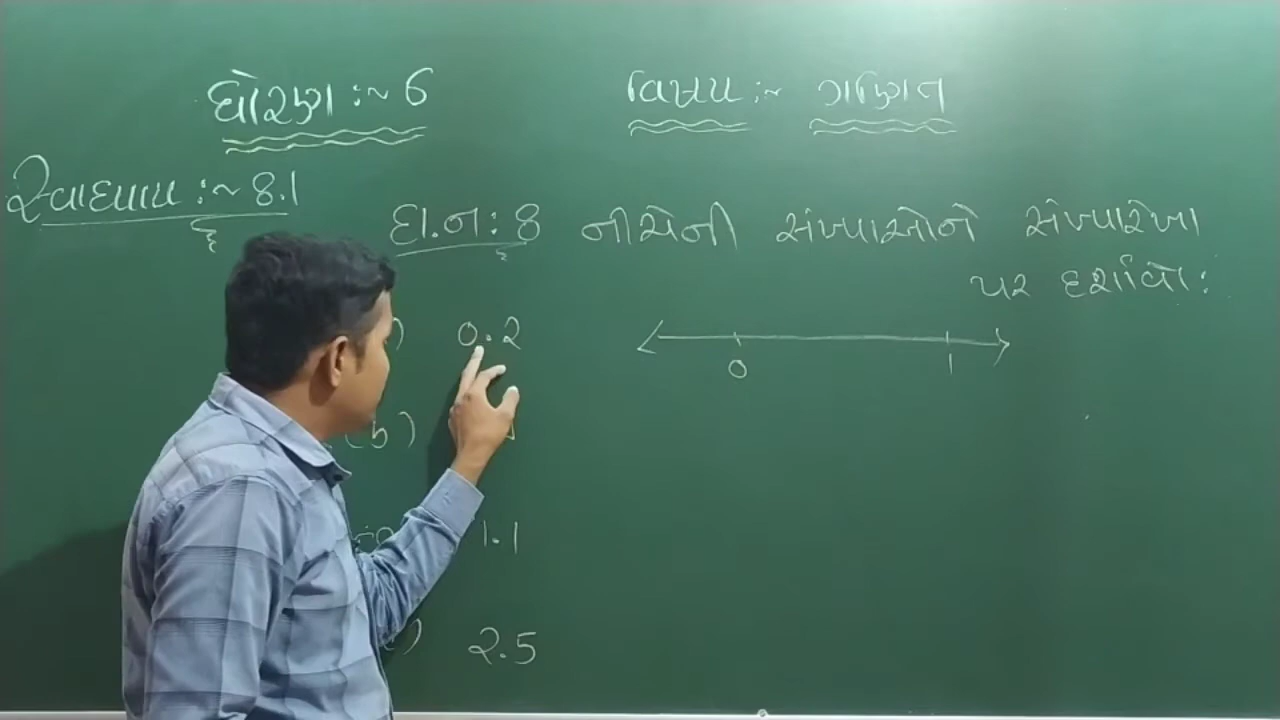 ધોરણ :~ 6
વિષય :~ ગણિત
સ્વાધ્યાય :~ 8.1
દા.નં: 8 નીચેની સંખ્યાઓને સંખ્યારેખા
પર દર્શાવો:
) 0.2
0 1
(b)
1.1
) 2.5